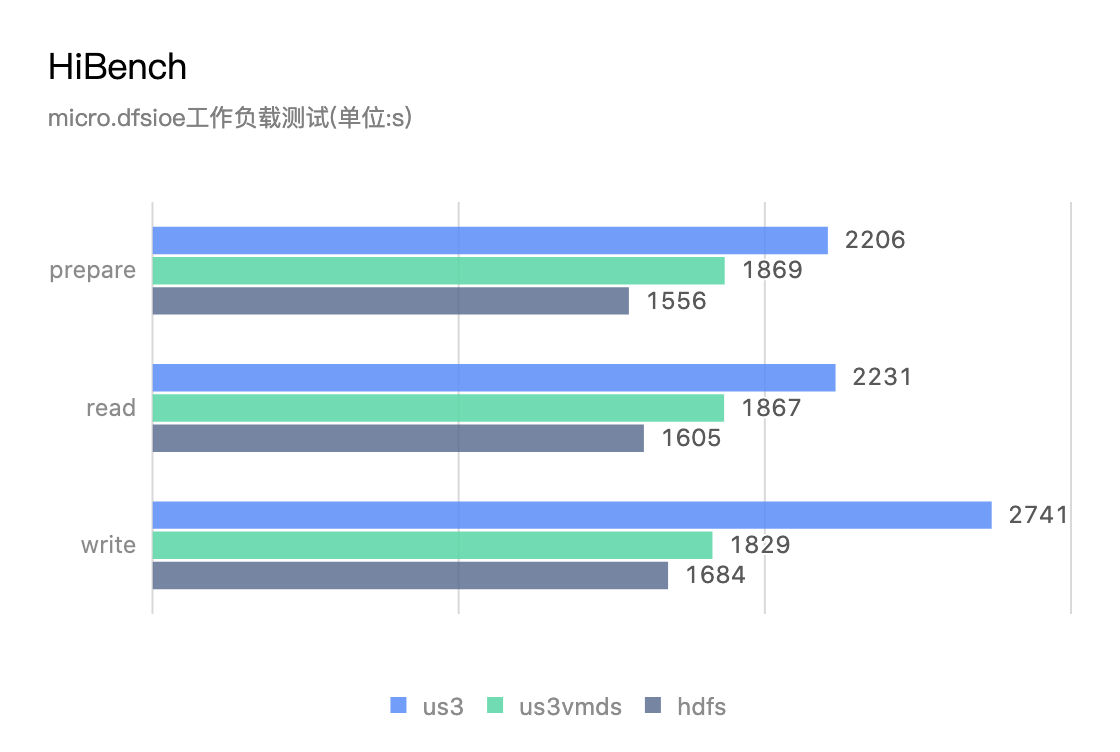 HiBench
micro.dfsioe工作负载测试(单位:s)
2206
prepare
1869
1556
2231
read
1867
1605
2741
write
1829
1684
us3
us3vmds
hdfs